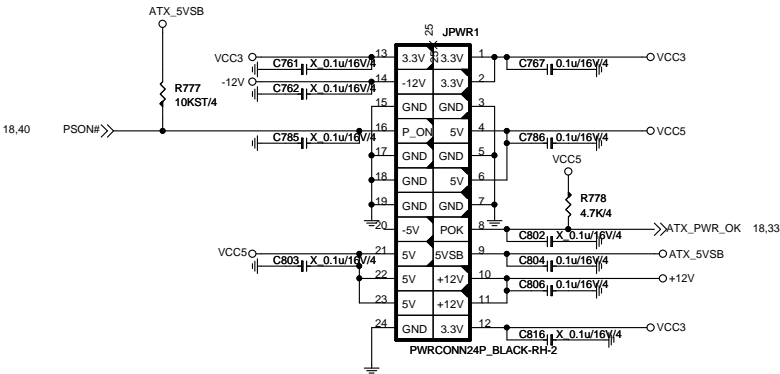 ATX_5VSB
25
JPWR1
VCC3 13 3.3V 3.3V 1 VCC3
C761 X_0.1u/16V/4 C767 0.1u/16V/4
-12V 14 -12V 3.3V 2
R777 C762 X_0.1u/16V/4
10KST/4
15 GND GND 3
18,40 PSON# 16 P_ON 5V 4 VCC5
C785 X_0.1u/16V/4 C786 0.1u/16V/4
17 GND GND 5
VCC5
18 GND 5V 6
R778
4.7K/4
19 GND GND 7
20 -5V POK 8 ATX_PWR_OK 18,33
C802 X_0.1u/16V/4
VCC5 21 5V 5VSB 9 ATX_5VSB
C803 X_0.1u/16V/4 C804 0.1u/16V/4
22 5V +12V 10 +12V
C806 0.1u/16V/4
23 5V +12V 11
24 GND 3.3V 12 VCC3
C816 X_0.1u/16V/4
PWRCONN24P_BLACK-RH-2